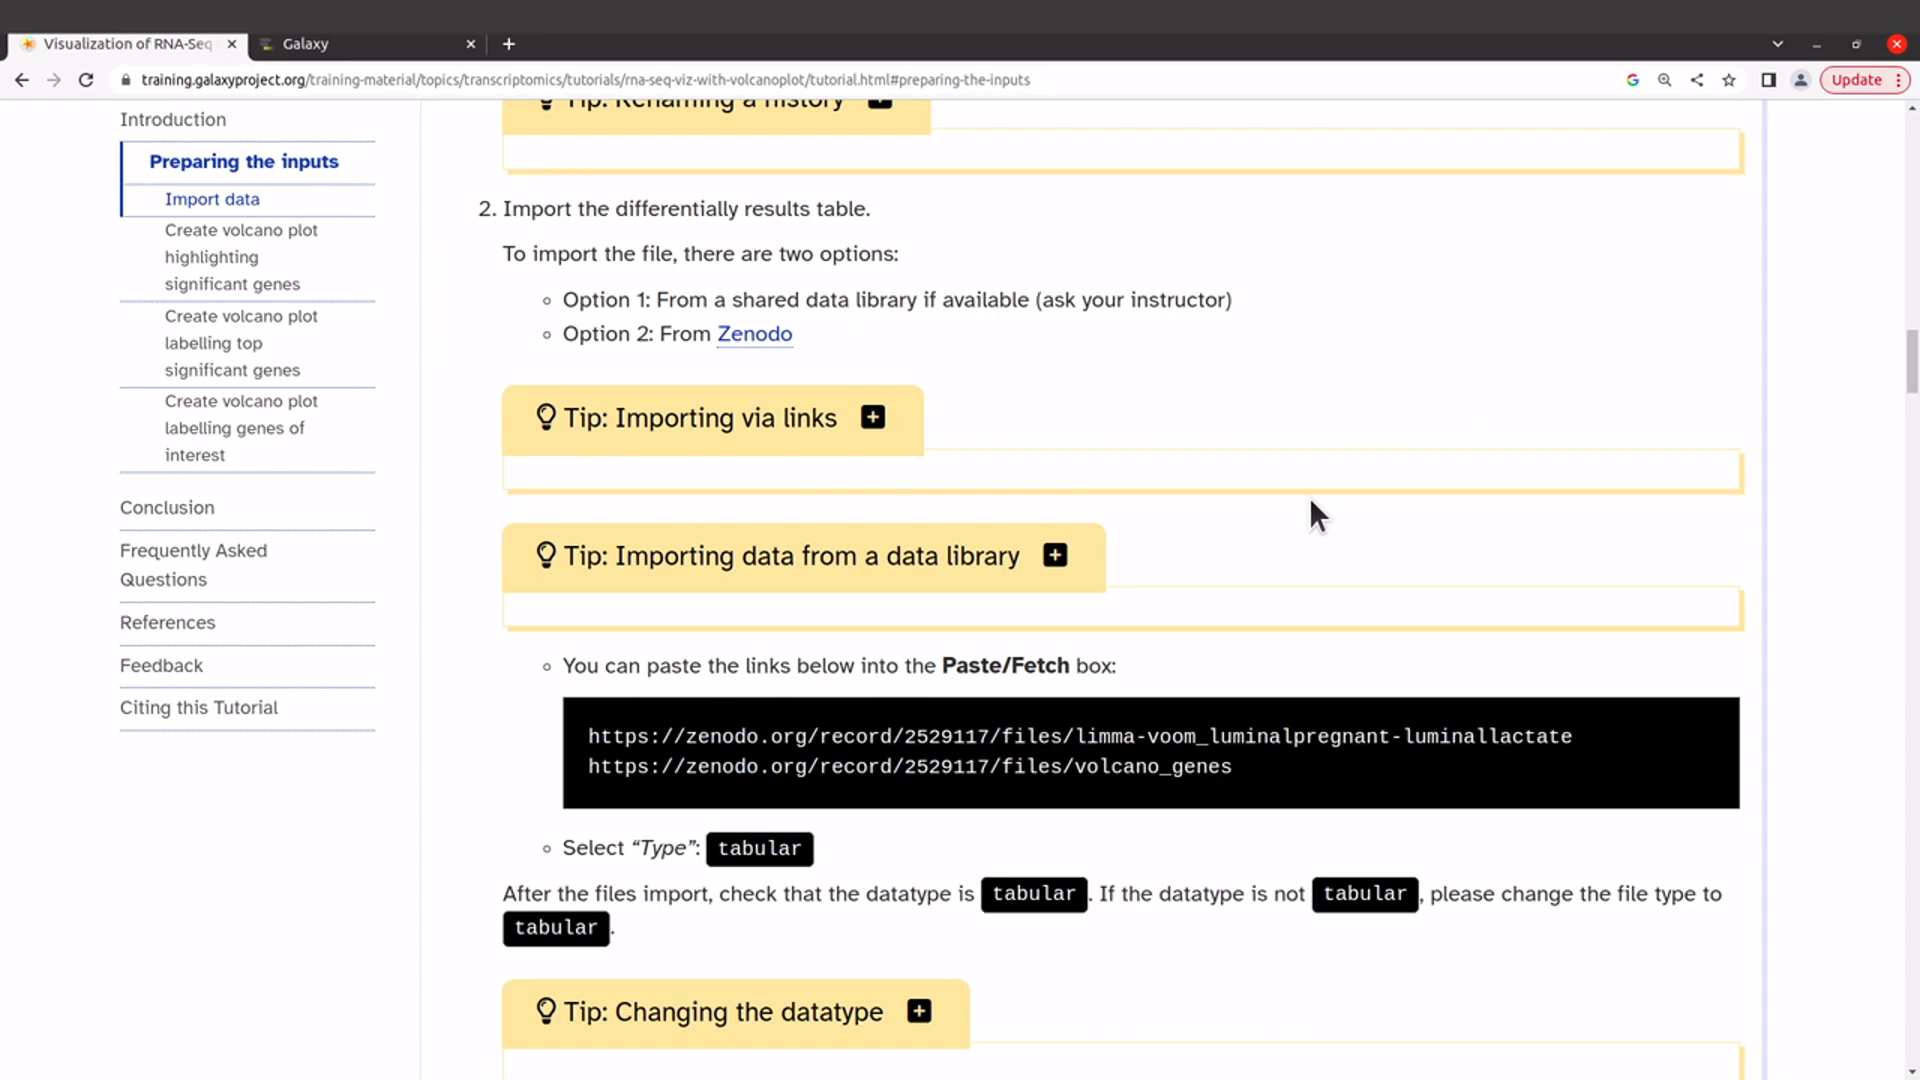 Visualization of RNA-Seq
Galaxy
training.galaxyproject.org/training-material/topics/transcriptomics/tutorials/rna-seq-viz-with-volcanoplot/tutorial.html#preparing-the-inputs
Update
Introduction
Preparing the inputs
Import data
Create volcano plot
highlighting
significant genes
Create volcano plot
labelling top
significant genes
Create volcano plot
labelling genes of
interest
Conclusion
Frequently Asked
Questions
References
Feedback
Citing this Tutorial
Tip: Renaming a history
2. Import the differentially results table.
To import the file, there are two options:
Option 1: From a shared data library if available (ask your instructor)
Option 2: From Zenodo
Tip: Importing via links
Tip: Importing data from a data library
You can paste the links below into the Paste/Fetch box:
https://zenodo.org/record/2529117/files/limma-voom_luminalpregnant-luminallactate
https://zenodo.org/record/2529117/files/volcano_genes
Select “Type”: tabular
After the files import, check that the datatype is tabular. If the datatype is not tabular, please change the file type to
tabular.
Tip: Changing the datatype